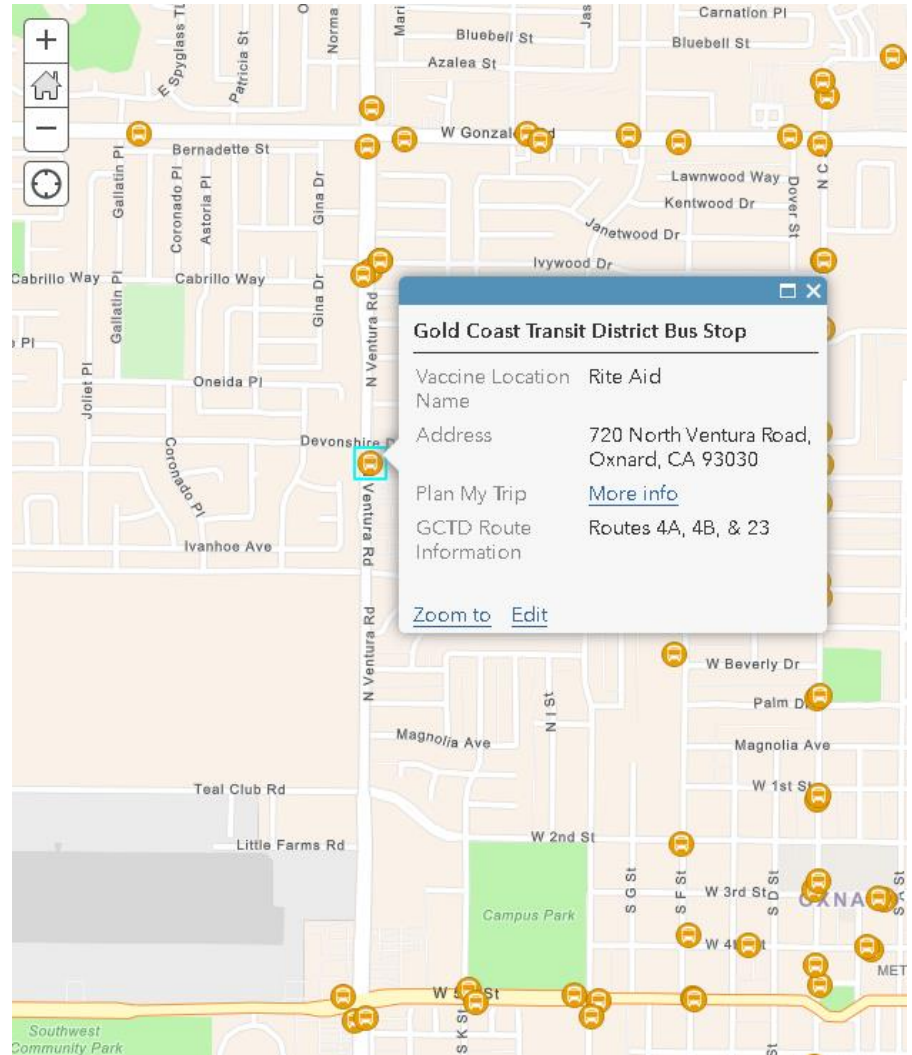 Carnation Pl
Bluebell St
Bluebell St
Azalea St
E Spyglass
Patricia St
Norma
Mari
Jas
W Gonzal
Bernadette St
Gallatin Pl
Coronado Pl
Astoria Pl
Gina Dr
Lawnwood Way
Kentwood Dr
Dover St
N C
Janetwood Dr
Ivywood Dr
Cabrillo Way
Cabrillo Way
Gallatin Pl
Gina Dr
N Ventura Rd
Pl
Joliet Pl
Oneida Pl
Devonshire
Coronado Pl
Ivanhoe Ave
Ventura Rd
N Ventura Rd
Gold Coast Transit District Bus Stop
Vaccine Location Rite Aid
Name
Address 720 North Ventura Road,
Oxnard, CA 93030
Plan My Trip More info
GCTD Route Routes 4A, 4B, & 23
Information
Zoom to Edit
W Beverly Dr
Palm D
N I St
Magnolia Ave
Magnolia Ave
W 1st St
Teal Club Rd
Little Farms Rd
W 2nd St
S G St
S F St
W 3rd St
S D St
OXNA
S A St
Campus Park
W 4 t
MET
W 5 St
S K St
Southwest
Community Park